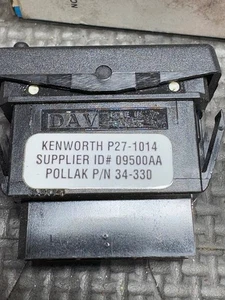 DAV
KENWORTH P27-1014
SUPPLIER ID# 09500AA
POLLAK P/N 34-330